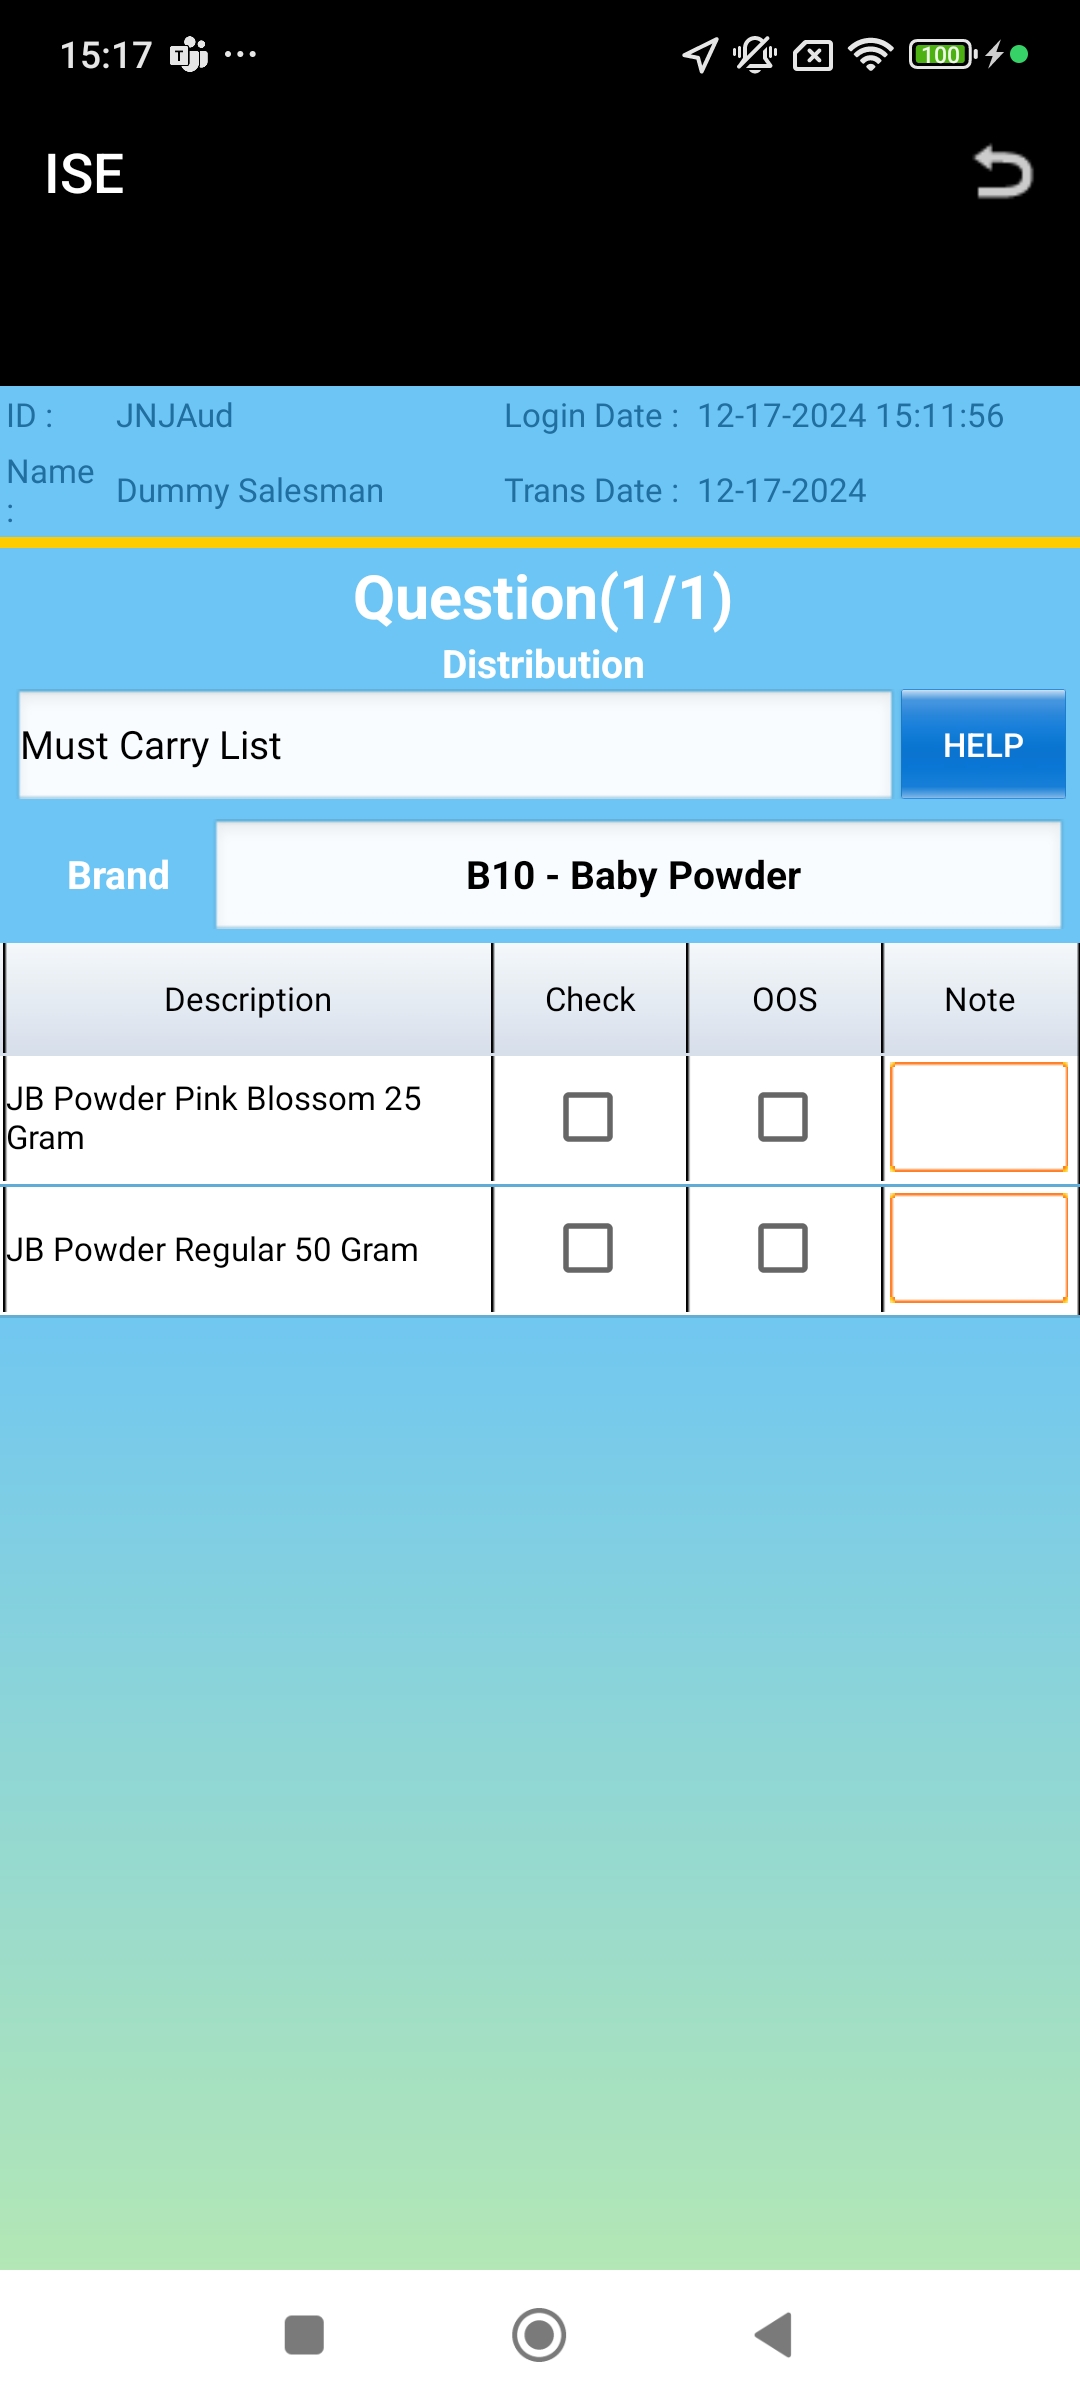 15:17
100
ISE
ID : JNJAud Login Date : 12-17-2024 15:11:56
Name : Dummy Salesman Trans Date : 12-17-2024
Question(1/1)
Distribution
Must Carry List HELP
Brand B10 - Baby Powder
Description Check OOS Note
JB Powder Pink Blossom 25
Gram
JB Powder Regular 50 Gram